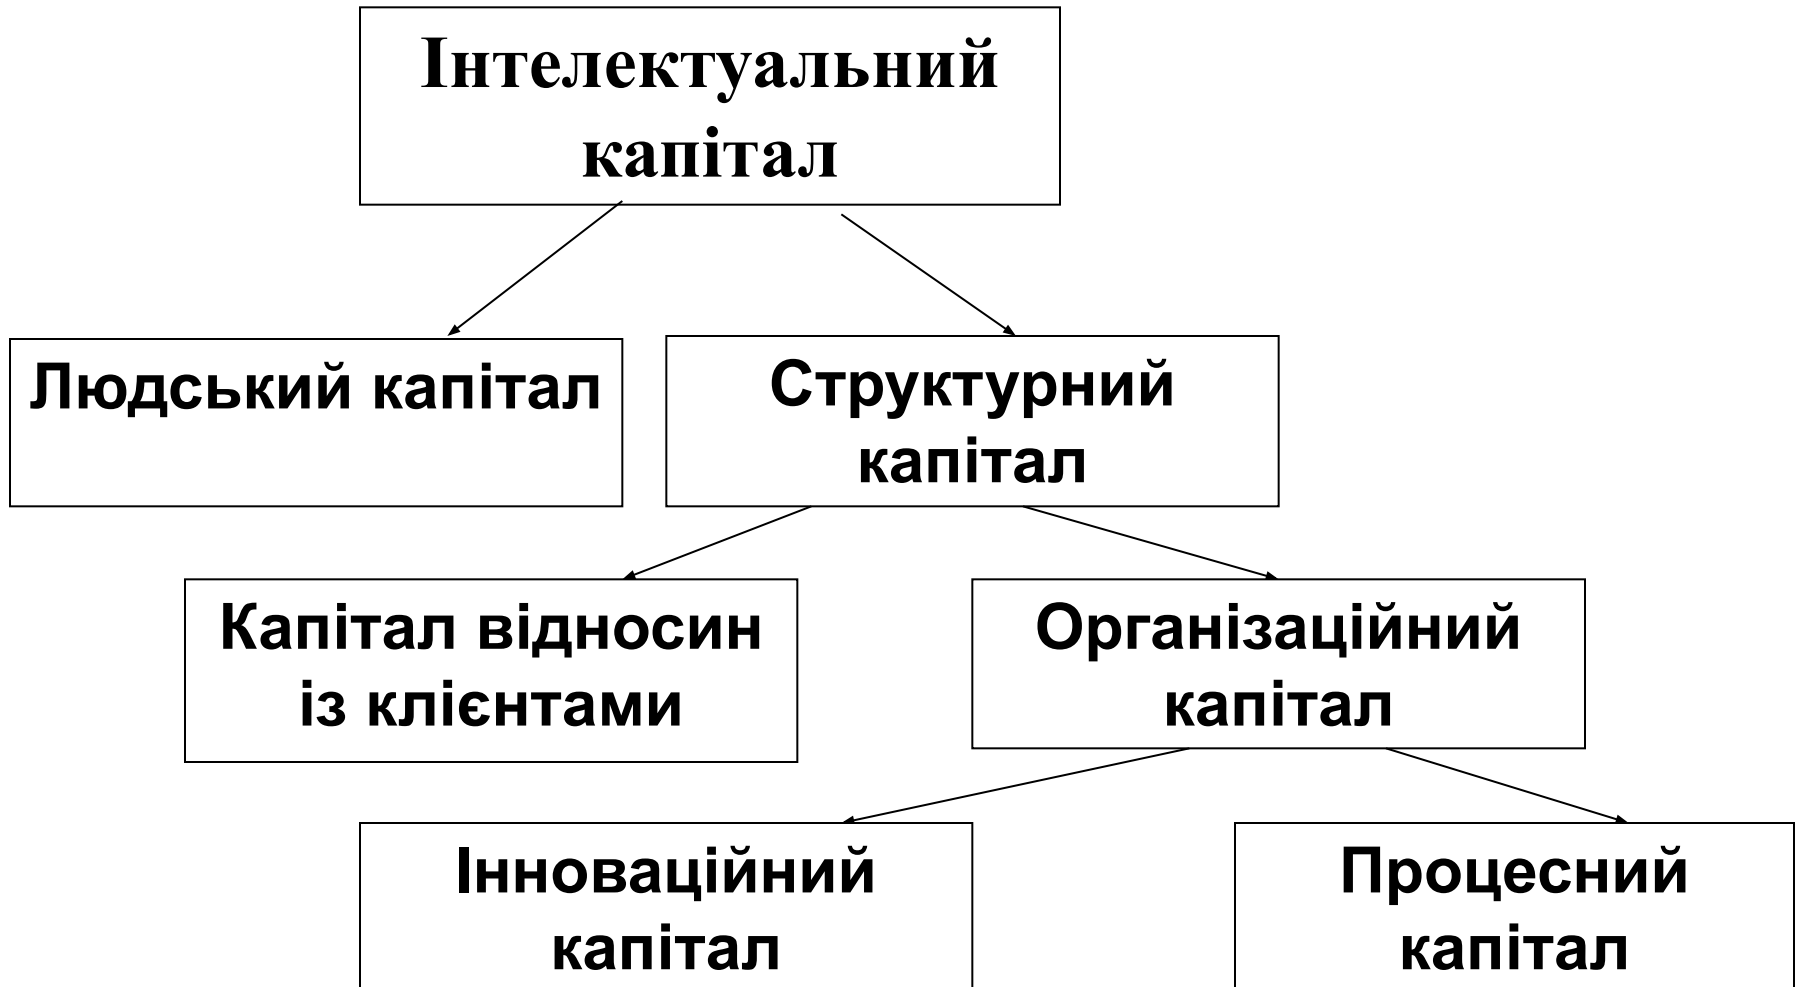 Інтелектуальний
капітал
Людський капітал
Структурний
капітал
Капітал відносин
із клієнтами
Організаційний
капітал
Інноваційний
капітал
Процесний
капітал